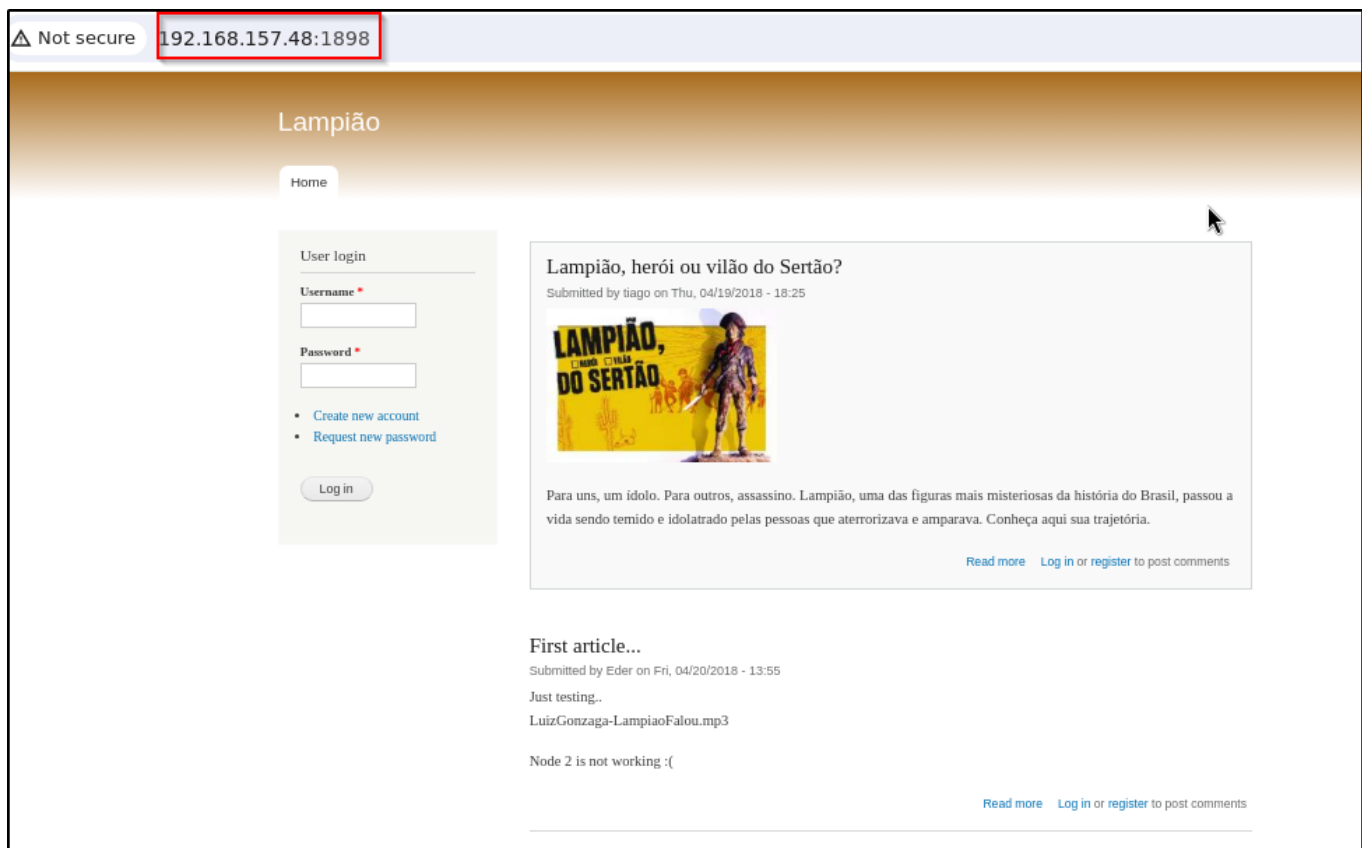 Not secure 192.168.157.48:1898
Lampião
Home
User login
Username *
Password *
Create new account
Request new password
Log in
Lampião, herói ou vilão do Sertão?
Submitted by tiago on Thu, 04/19/2018 - 18:25
LAMPIÃO,
HERÓI VILÃO
DO SERTÃO
Para uns, um ídolo. Para outros, assassino. Lampião, uma das figuras mais misteriosas da história do Brasil, passou a
vida sendo temido e idolatrado pelas pessoas que aterrorizava e amparava. Conheça aqui sua trajetória.
Read more Log in or register to post comments
First article...
Submitted by Eder on Fri, 04/20/2018 - 13:55
Just testing..
LuizGonzaga-LampiaoFalou.mp3
Node 2 is not working :(
Read more Log in or register to post comments